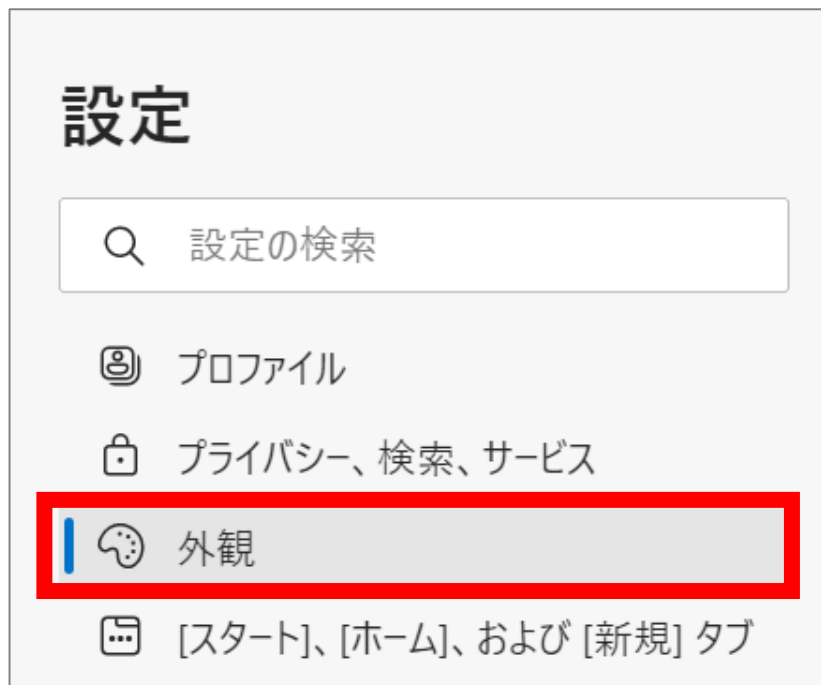 設定
設定の検索
プロファイル
プライバシー、検索、サービス
外観
[スタート]、[ホーム]、および [新規] タブ